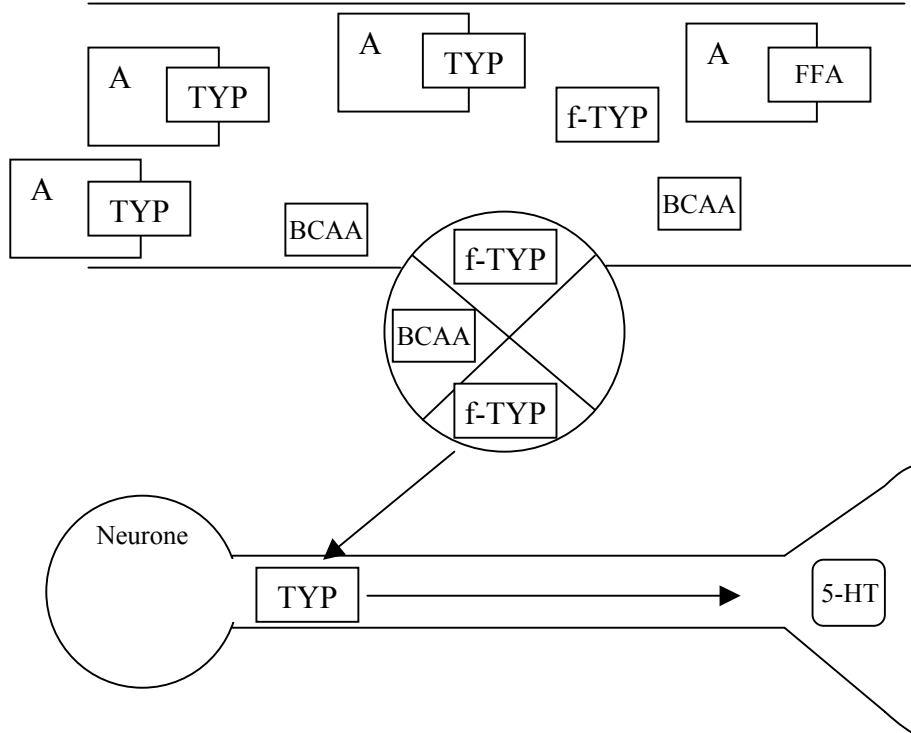 A
TYP
A
TYP
A
FFA
f-TYP
A
TYP
BCAA
BCAA
f-TYP
BCAA
f-TYP
Neurone
TYP
5-HT